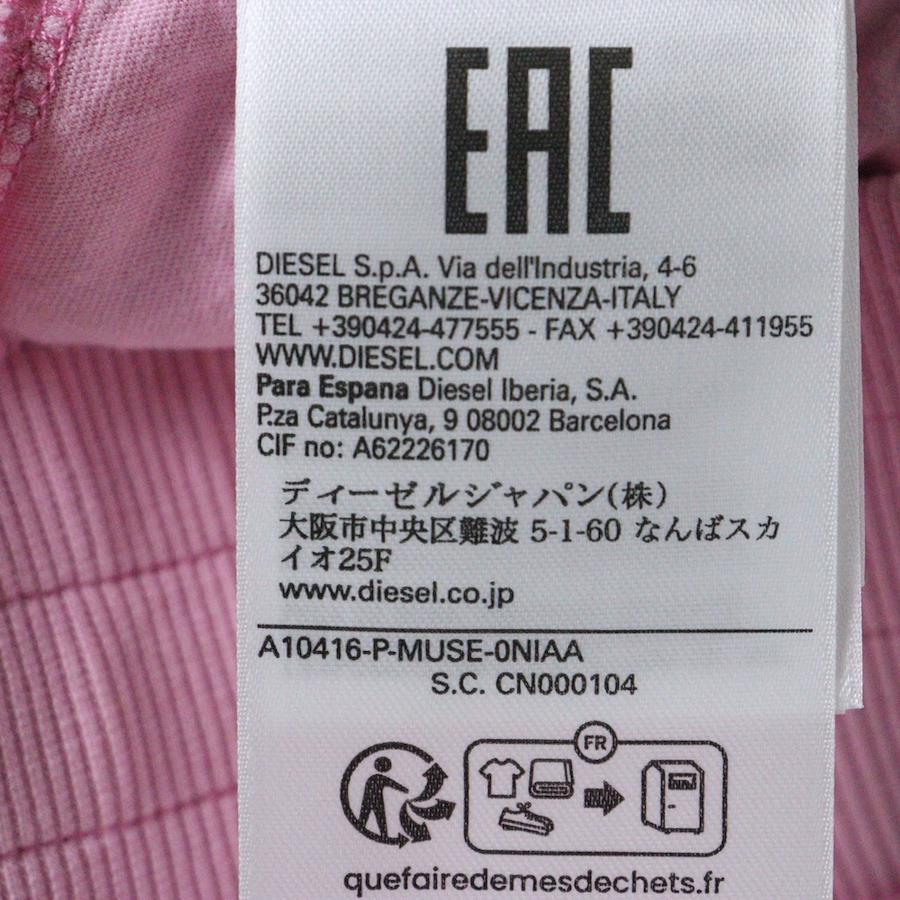 EAC
DIESEL S.p.A. Via dell'Industria, 4-6
36042 BREGANZE-VICENZA-ITALY
TEL +390424-477555 - FAX +390424-411955
WWW.DIESEL.COM
Para Espana Diesel Iberia, S.A.
P.za Catalunya, 9 08002 Barcelona
CIF no: A62226170
ディーゼルジャパン(株)
大阪市中央区難波 5-1-60 なんばスカ
イオ25F
www.diesel.co.jp
A10416-P-MUSE-0NIAA
S.C. CN000104
FR
quefairedemesdechets.fr